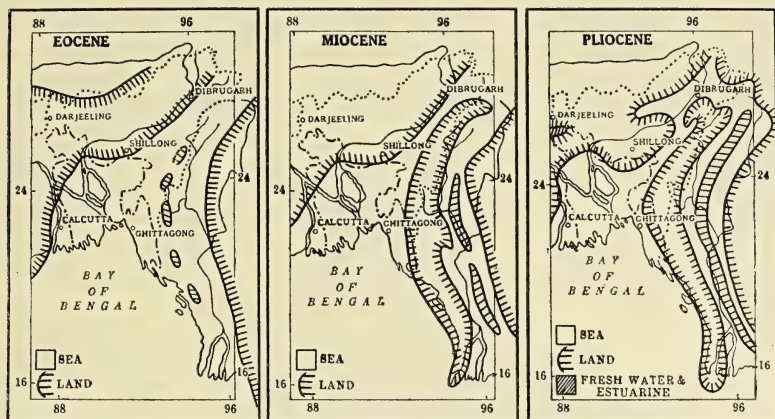 88 96
EOCENE
DIBRUGARH
DARJEELING
SHILLONG
24
CALCUTTA
CHITTAGONG
BAY
OF
BENGAL
SEA
LAND
16
88 96
88 96
MIOCENE
DIBRUGARH
DARJEELING
SHILLONG
24
24
CALCUTTA
CHITTAGONG
BAY
OF
BENGAL
SEA
LAND
16
16
88 96
96
PLIOCENE
DIBRUGARH
DARJEELING
SHILLONG
24
24
CALCUTTA
CHITTAGONG
BAY
OF
BENGAL
SEA
LAND
FRESH WATER &
ESTUARINE
16
88 96